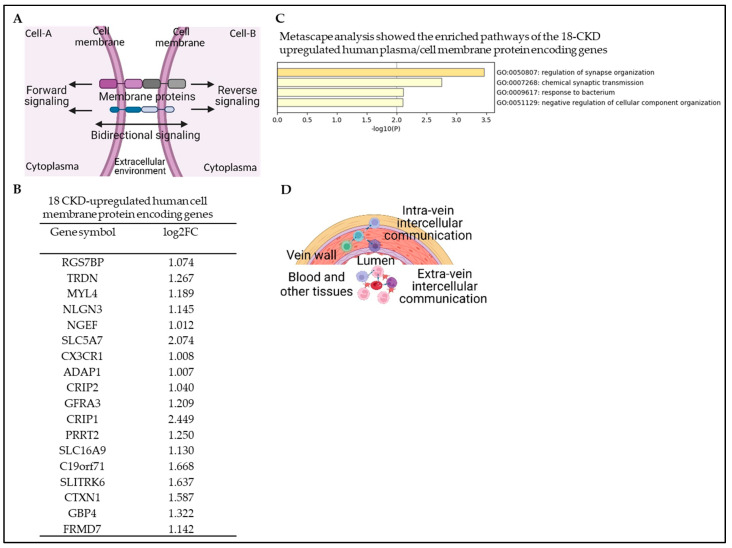 A
Cell-A
Cell membrane
Cell membrane
Cell-B
Forward signaling
Membrane proteins
Reverse signaling
Bidirectional signaling
Cytoplasma
Extracellular environment
Cytoplasma
B
18 CKD-upregulated human cell
membrane protein encoding genes
Gene symbol log2FC
RGS7BP 1.074
TRDN 1.267
MYL4 1.189
NLGN3 1.145
NGEF 1.012
SLC5A7 2.074
CX3CR1 1.008
ADAP1 1.007
CRIP2 1.040
GFRA3 1.209
CRIP1 2.449
PRRT2 1.250
SLC16A9 1.130
C19orf71 1.668
SLITRK6 1.637
CTXN1 1.587
GBP4 1.322
FRMD7 1.142
C
Metascape analysis showed the enriched pathways of the 18-CKD
upregulated human plasma/cell membrane protein encoding genes
GO:0050807: regulation of synapse organization
GO:0007268: chemical synaptic transmission
GO:0009617: response to bacterium
GO:0051129: negative regulation of cellular component organization
0.0 0.5 1.0 1.5 2.0 2.5 3.0 3.5
-log10(P)
D
Intra-vein
intercellular
communication
Vein wall
Lumen
Blood and
other tissues
Extra-vein
intercellular
communication